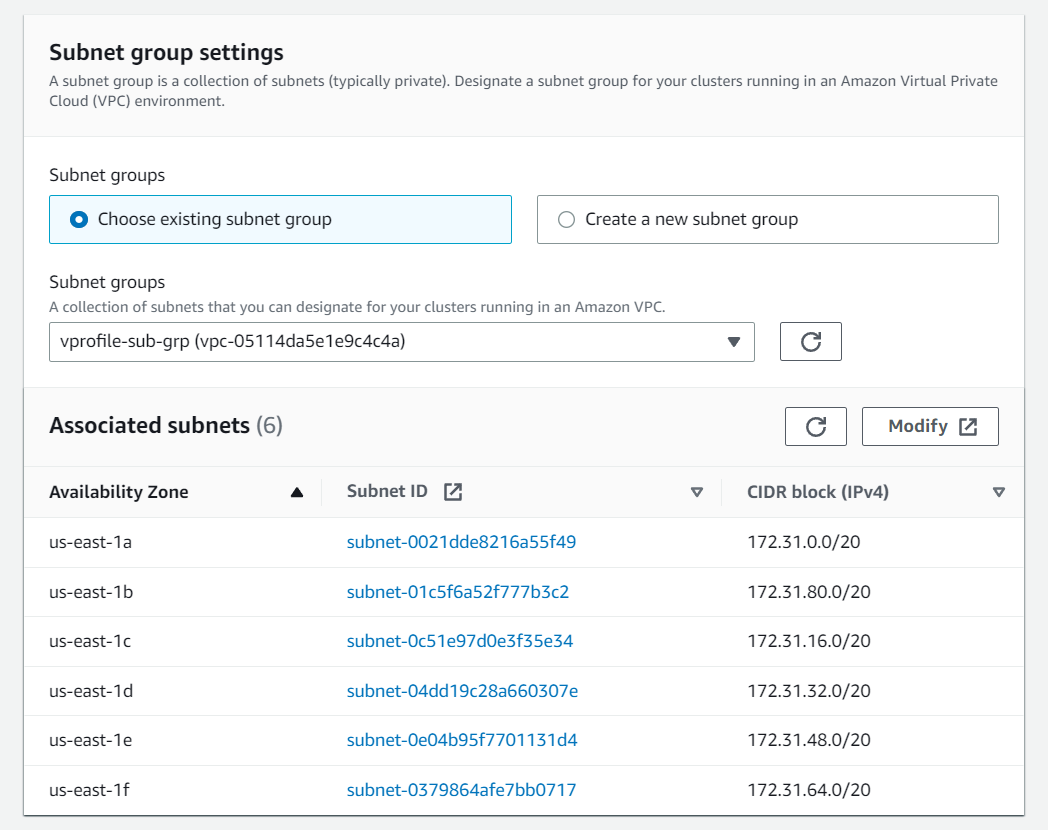 Subnet group settings
A subnet group is a collection of subnets (typically private). Designate a subnet group for your clusters running in an Amazon Virtual Private
Cloud (VPC) environment.
Subnet groups
Choose existing subnet group
Create a new subnet group
Subnet groups
A collection of subnets that you can designate for your clusters running in an Amazon VPC.
vprofile-sub-grp (vpc-05114da5e1e9c4c4a)
Associated subnets (6)
Modify
Availability Zone Subnet ID CIDR block (IPv4)
us-east-1a subnet-0021dde8216a55f49 172.31.0.0/20
us-east-1b subnet-01c5f6a52f777b3c2 172.31.80.0/20
us-east-1c subnet-0c51e97d0e3f35e34 172.31.16.0/20
us-east-1d subnet-04dd19c28a660307e 172.31.32.0/20
us-east-1e subnet-0e04b95f7701131d4 172.31.48.0/20
us-east-1f subnet-0379864afe7bb0717 172.31.64.0/20